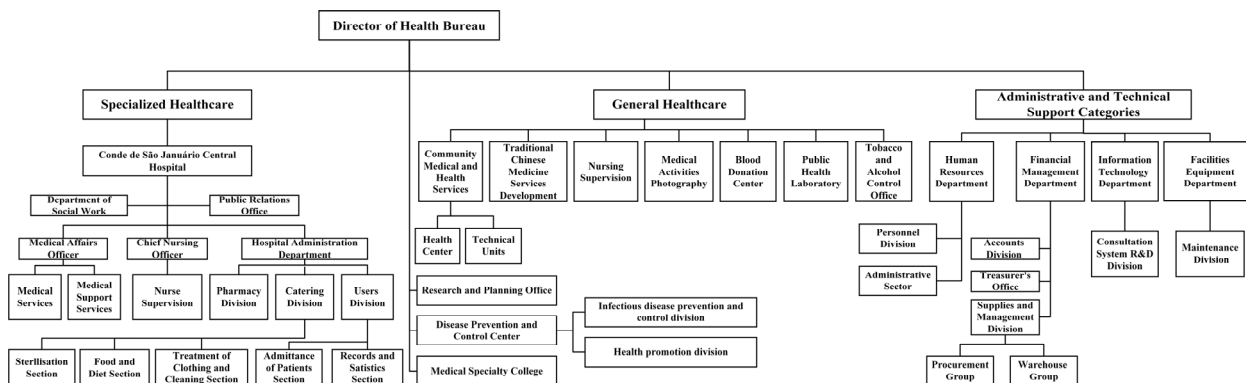 Director of Health Bureau
Specialized Healthcare
General Healthcare
Administrative and Technical
Support Categories
Conde de São Januário Central
Hospital
Community
Medical and
Health
Services
Traditional
Chinese
Medicine
Services
Development
Nursing
Supervision
Medical
Activities
Photography
Blood
Donation
Center
Public
Health
Laboratory
Tobacco
and
Alcohol
Control
Office
Human
Resources
Department
Financial
Management
Department
Information
Technology
Department
Facilities
Equipment
Department
Department of
Social Work
Public Relations
Office
Health
Center
Technical
Units
Personnel
Division
Accounts
Division
Consultation
System R&D
Division
Maintenance
Division
Medical Affairs
Officer
Chief Nursing
Officer
Hospital Administration
Department
Medical
Services
Medical
Support
Services
Nurse
Supervision
Pharmacy
Division
Catering
Division
Users
Division
Administrative
Sector
Treasurer's
Office
Supplies and
Management
Division
Research and Planning Office
Disease Prevention and
Control Center
Infectious disease prevention and
control division
Health promotion division
Medical Specialty College
Sterllisation
Section
Food and
Diet Section
Treatment of
Clothing and
Cleaning Section
Admittance
of Patients
Section
Records and
Satistics
Section
Procurement
Group
Warehouse
Group